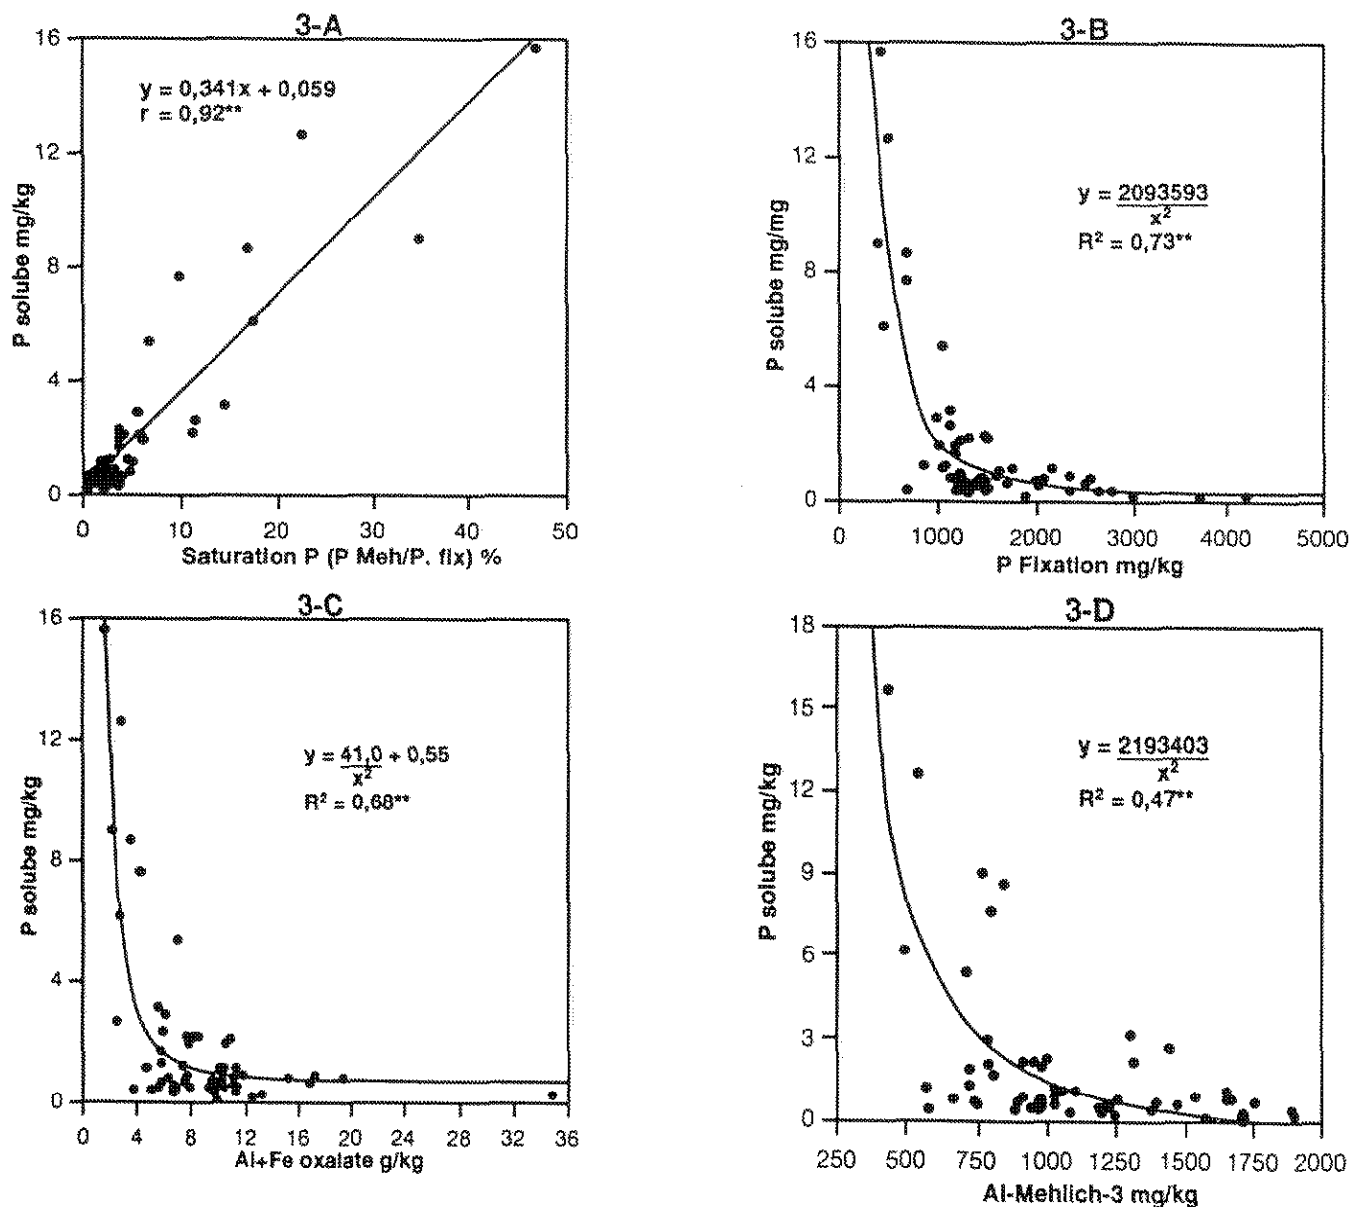 3-A
16
12
8
4
0
P solube mg/kg
y = 0,341x + 0,059
r = 0,92**
0 10 20 30 40 50
Saturation P (P Meh/P. fix) %
3-B
16
12
8
4
0
P solube mg/mg
y = 2093593
x²
R² = 0,73**
0 1000 2000 3000 4000 5000
P Fixation mg/kg
3-C
16
12
8
4
0
P solube mg/kg
y = 41,0 + 0,55
x²
R² = 0,68**
0 4 8 12 16 20 24 28 32 36
Al+Fe oxalate g/kg
3-D
18
15
12
9
6
3
0
P solube mg/kg
y = 2193403
x²
R² = 0,47**
250 500 750 1000 1250 1500 1750 2000
Al-Mehlich-3 mg/kg